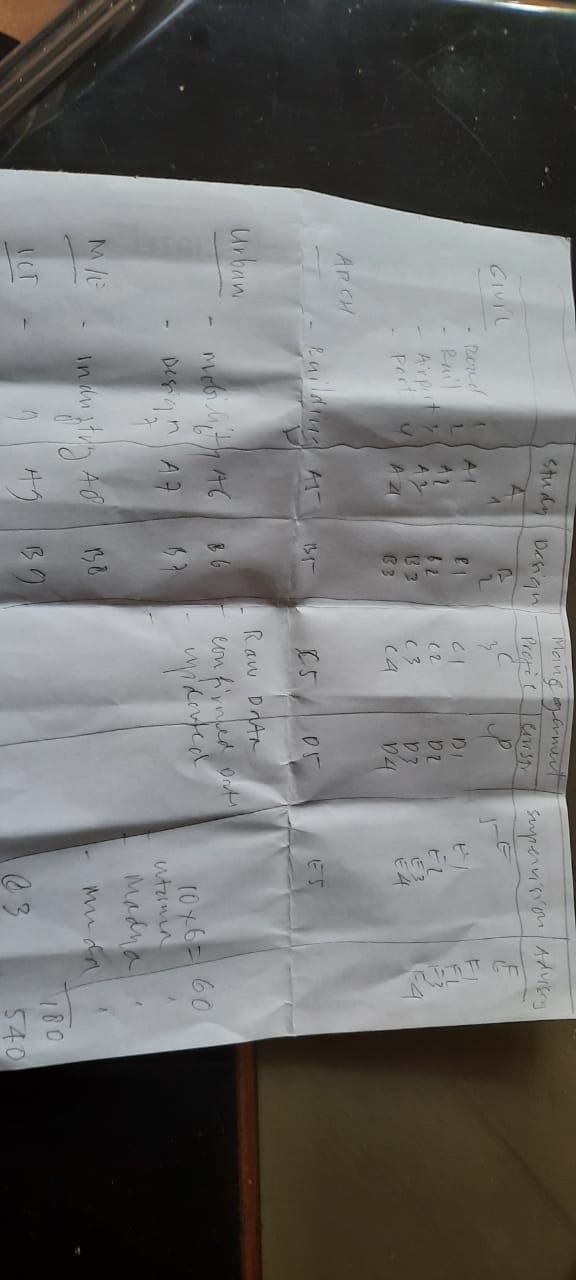 Management
Study Design Profic Constr Supervision Advisory
A B C D E F
1 2 3 4 5 6
Civil
- Road 1 A1 B1 C1 D1 E1 F1
- Rail 2 A2 B2 C2 D2 E2 F2
- Airport 3 A3 B3 C3 D3 E3 F3
- Port 4 A4 B3 C4 D4 E4 F4
ARCH
- Building A5 B5 C5 D5 E5
5
Urban
- Raw Data
- mobility A6 B6 - confirmed Data
6
- updated 10x6 = 60
- Design A7 B7 - utama "
7
- Madya "
M/E - industry A8 B8 - muda "
180
ICT - 9 A9 B9 @ 3 540